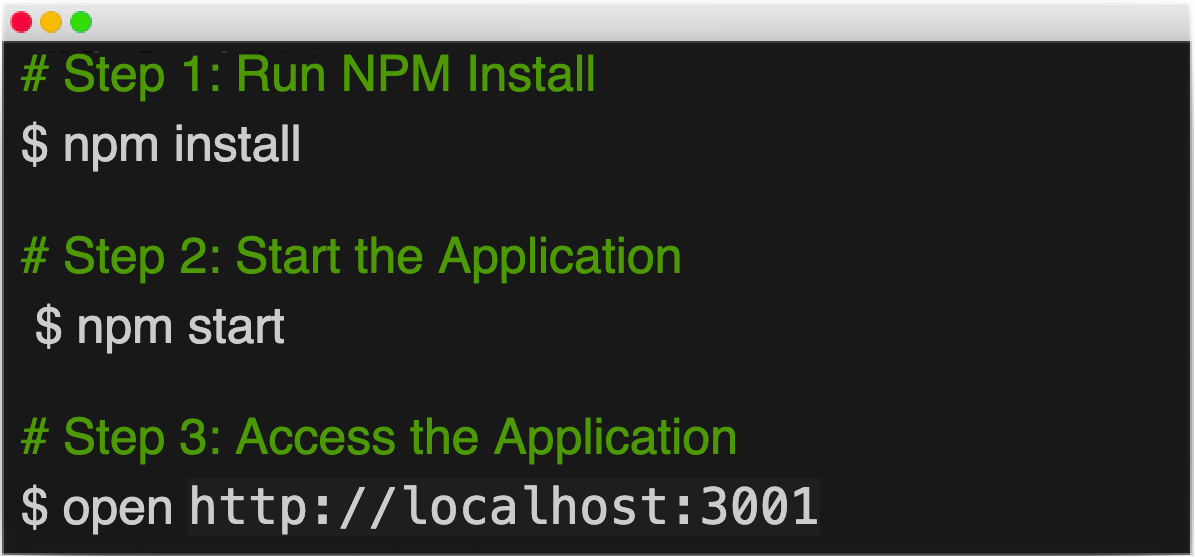 # Step 1: Run NPM Install
$ npm install
# Step 2: Start the Application
$ npm start
# Step 3: Access the Application
$ open http://localhost:3001